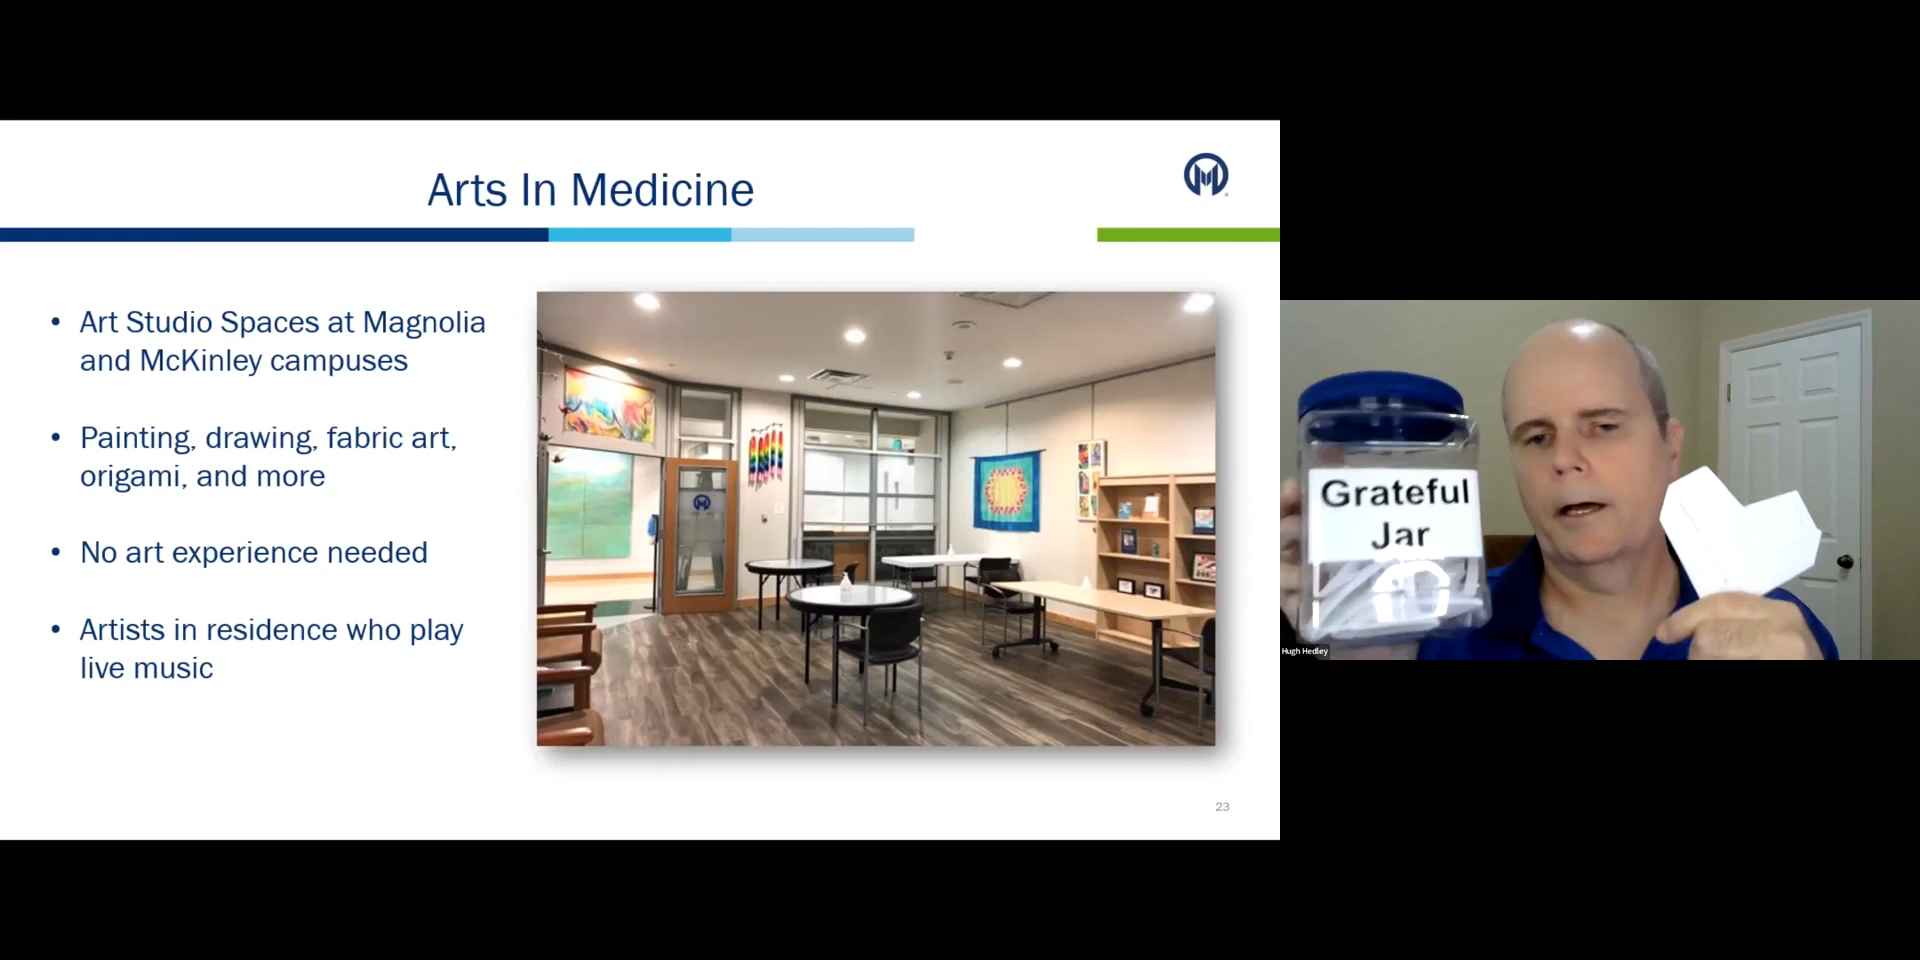 Arts In Medicine
• Art Studio Spaces at Magnolia
and McKinley campuses
• Painting, drawing, fabric art,
origami, and more
• No art experience needed
• Artists in residence who play
live music
23
Grateful
Jar
Hugh Hedley